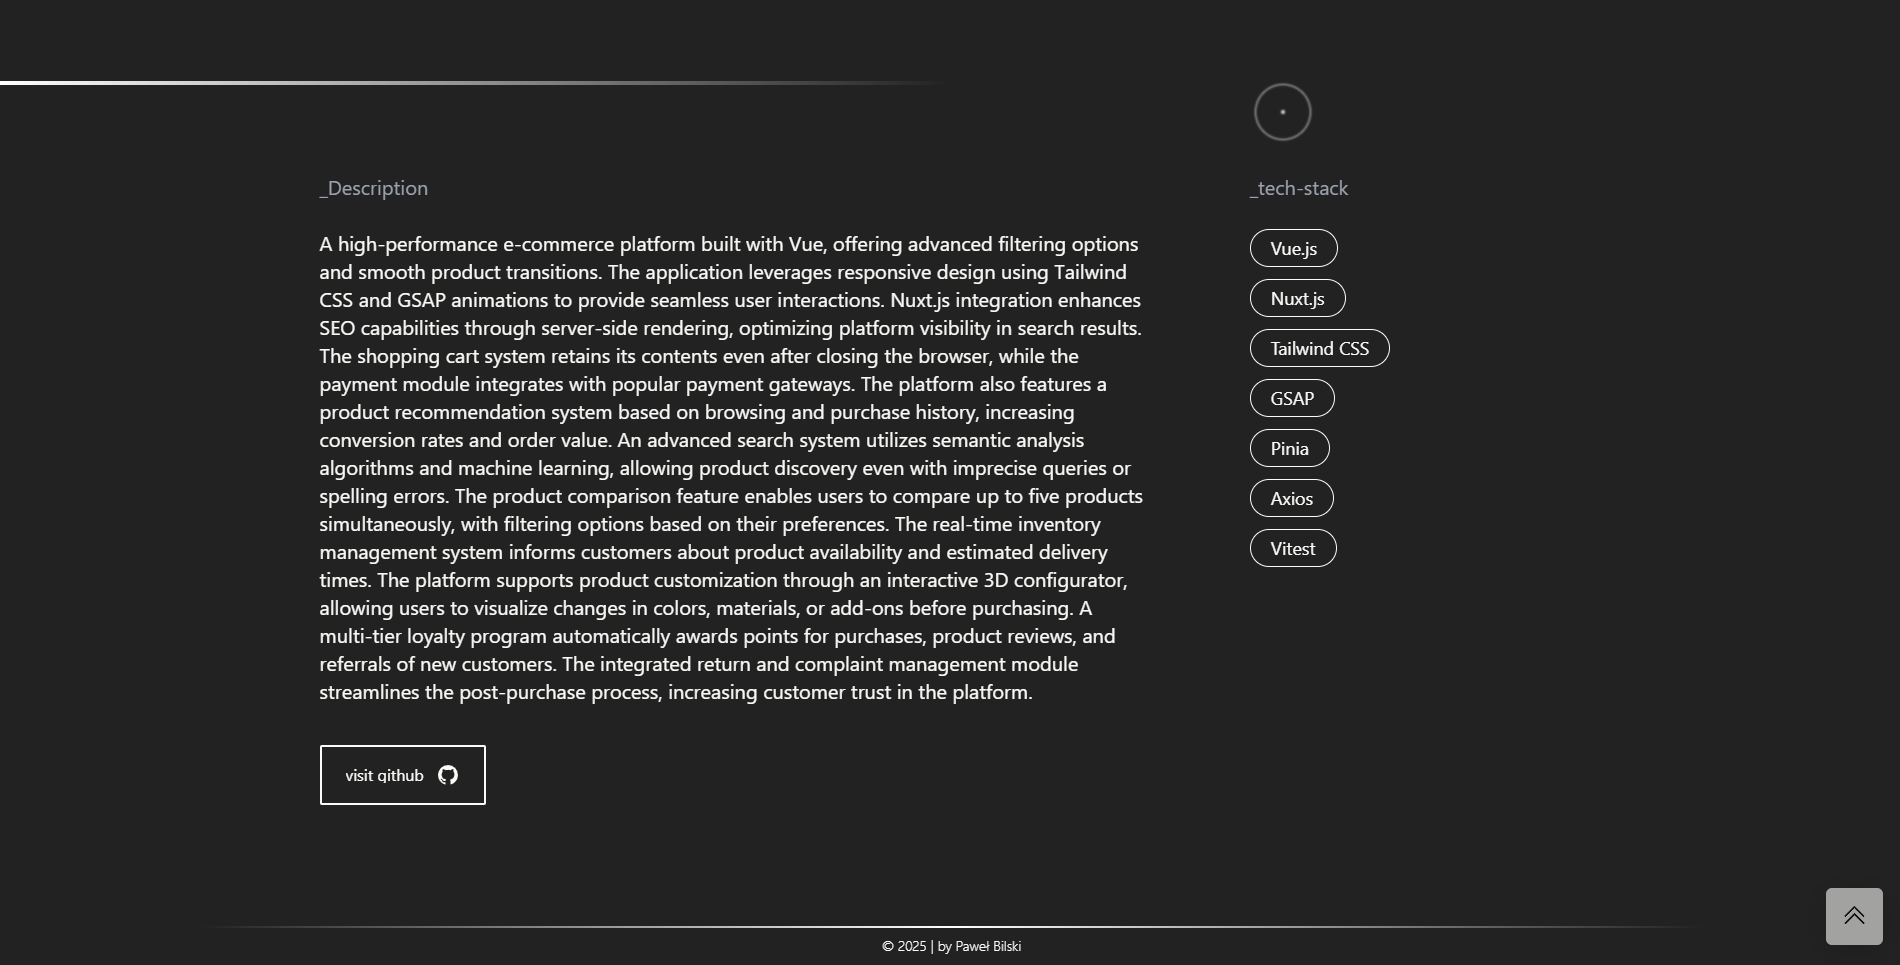 _Description
A high-performance e-commerce platform built with Vue, offering advanced filtering options
and smooth product transitions. The application leverages responsive design using Tailwind
CSS and GSAP animations to provide seamless user interactions. Nuxt.js integration enhances
SEO capabilities through server-side rendering, optimizing platform visibility in search results.
The shopping cart system retains its contents even after closing the browser, while the
payment module integrates with popular payment gateways. The platform also features a
product recommendation system based on browsing and purchase history, increasing
conversion rates and order value. An advanced search system utilizes semantic analysis
algorithms and machine learning, allowing product discovery even with imprecise queries or
spelling errors. The product comparison feature enables users to compare up to five products
simultaneously, with filtering options based on their preferences. The real-time inventory
management system informs customers about product availability and estimated delivery
times. The platform supports product customization through an interactive 3D configurator,
allowing users to visualize changes in colors, materials, or add-ons before purchasing. A
multi-tier loyalty program automatically awards points for purchases, product reviews, and
referrals of new customers. The integrated return and complaint management module
streamlines the post-purchase process, increasing customer trust in the platform.
visit github
_tech-stack
Vue.js
Nuxt.js
Tailwind CSS
GSAP
Pinia
Axios
Vitest
© 2025 | by Paweł Bilski